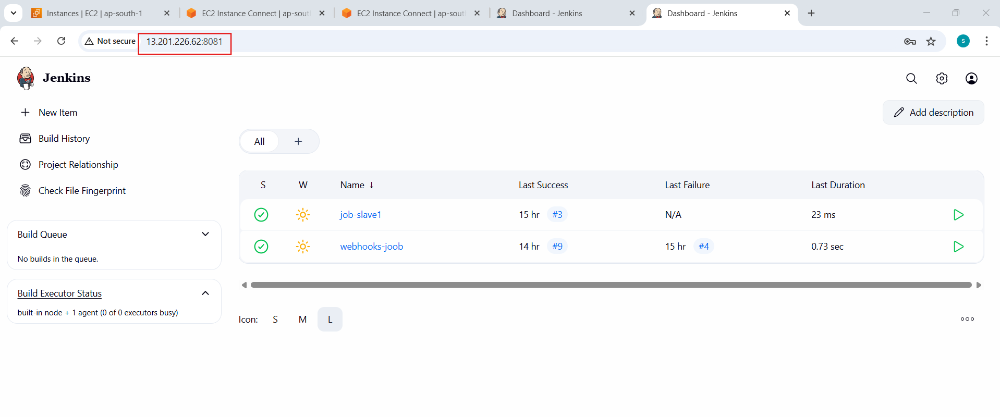 Instances | EC2 | ap-south-1
EC2 Instance Connect | ap-sout
EC2 Instance Connect | ap-sout
Dashboard - Jenkins
Dashboard - Jenkins
Not secure
13.201.226.62:8081
S
Jenkins
New Item
Add description
Build History
All
Project Relationship
S W Name ↓ Last Success Last Failure Last Duration
Check File Fingerprint
job-slave1 15 hr #3 N/A 23 ms
Build Queue
webhooks-joob 14 hr #9 15 hr #4 0.73 sec
No builds in the queue.
Build Executor Status
built-in node + 1 agent (0 of 0 executors busy)
Icon: S M L